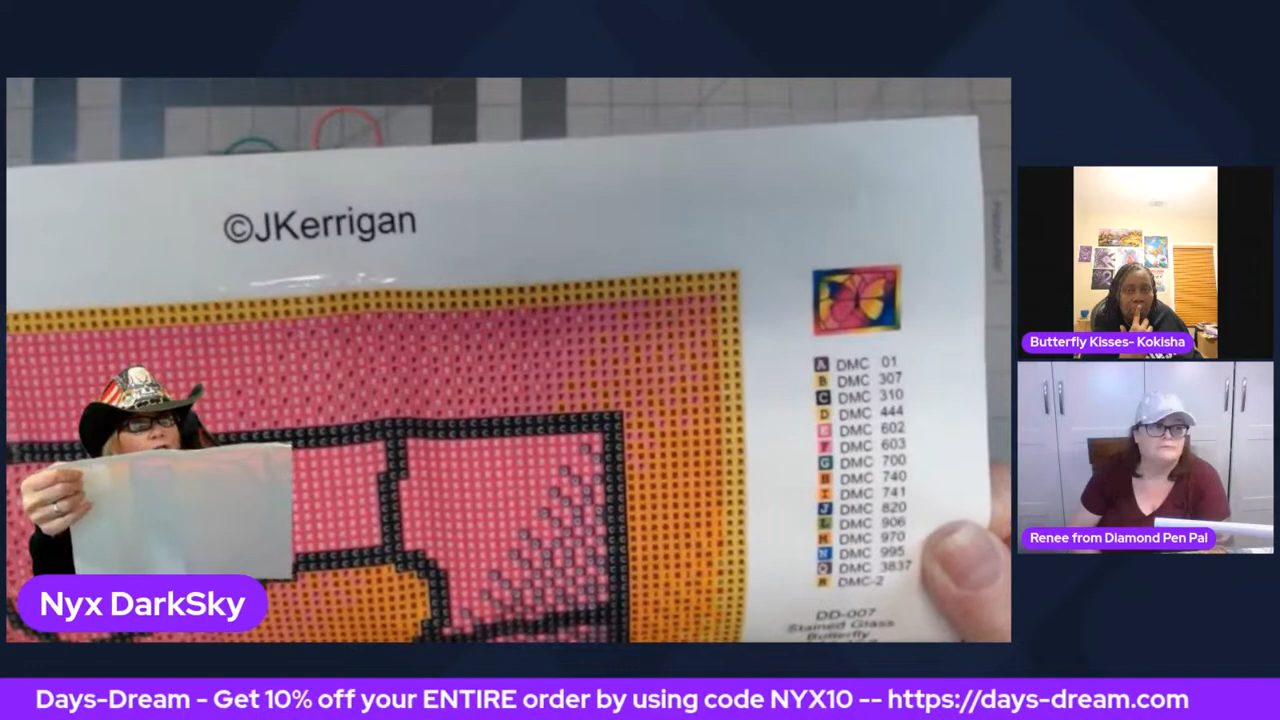 ©JKerrigan
A DMC 01
B DMC 307
C DMC 310
D DMC 444
E DMC 602
F DMC 603
G DMC 700
DMC 740
I DMC 741
J DMC 820
L DMC 906
DMC 970
N DMC 995
Q DMC 3837
R DMC-2
DD-007
Stained Glass
Butterfly
Butterfly Kisses- Kokisha
Renee from Diamond Pen Pal
Nyx DarkSky
Days-Dream - Get 10% off your ENTIRE order by using code NYX10 -- https://days-dream.com